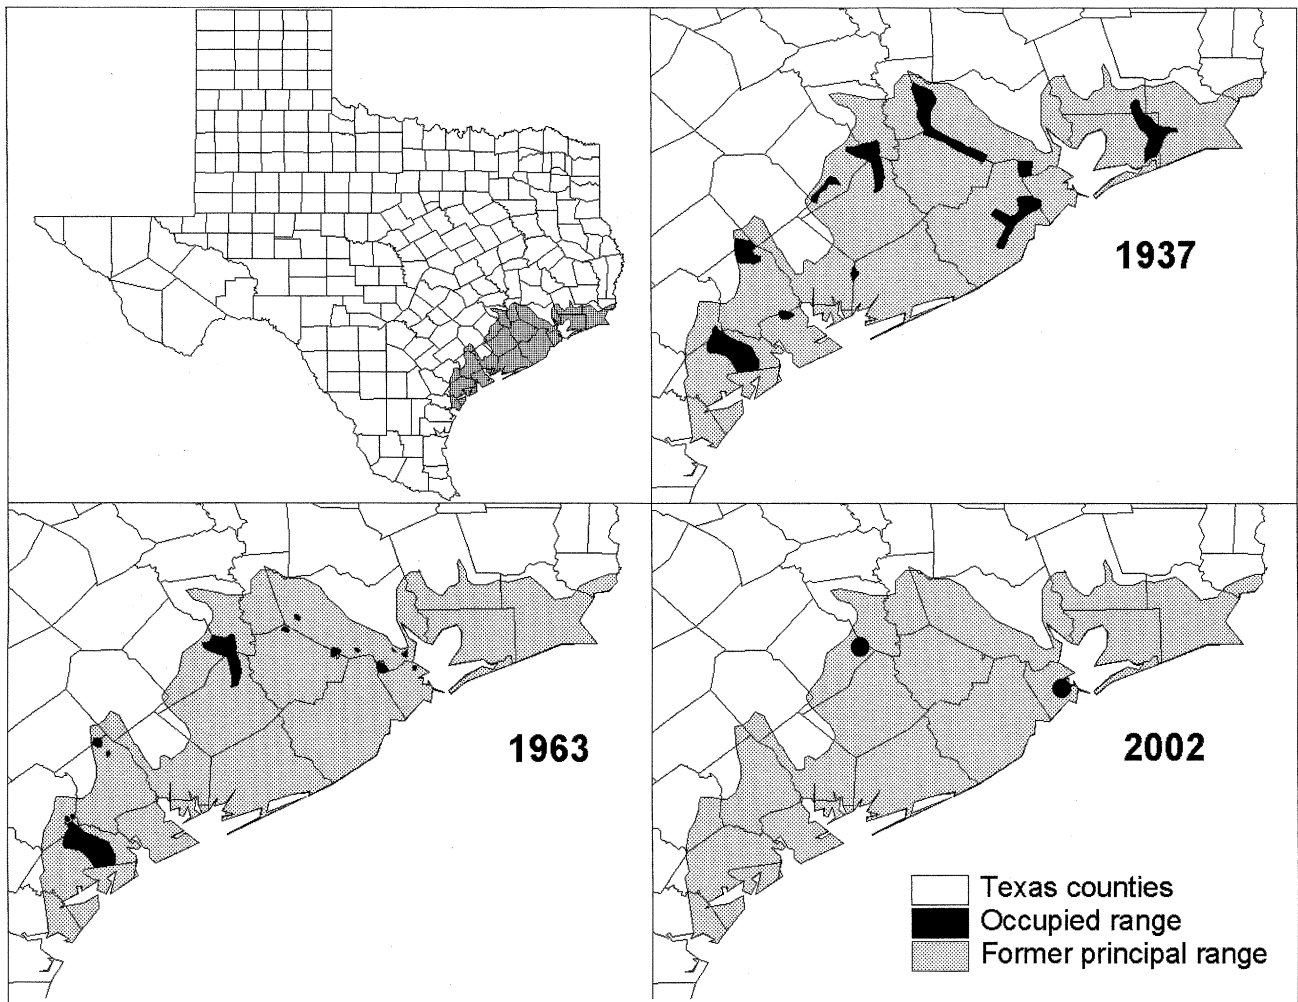 1937
1963
2002
Texas counties
Occupied range
Former principal range